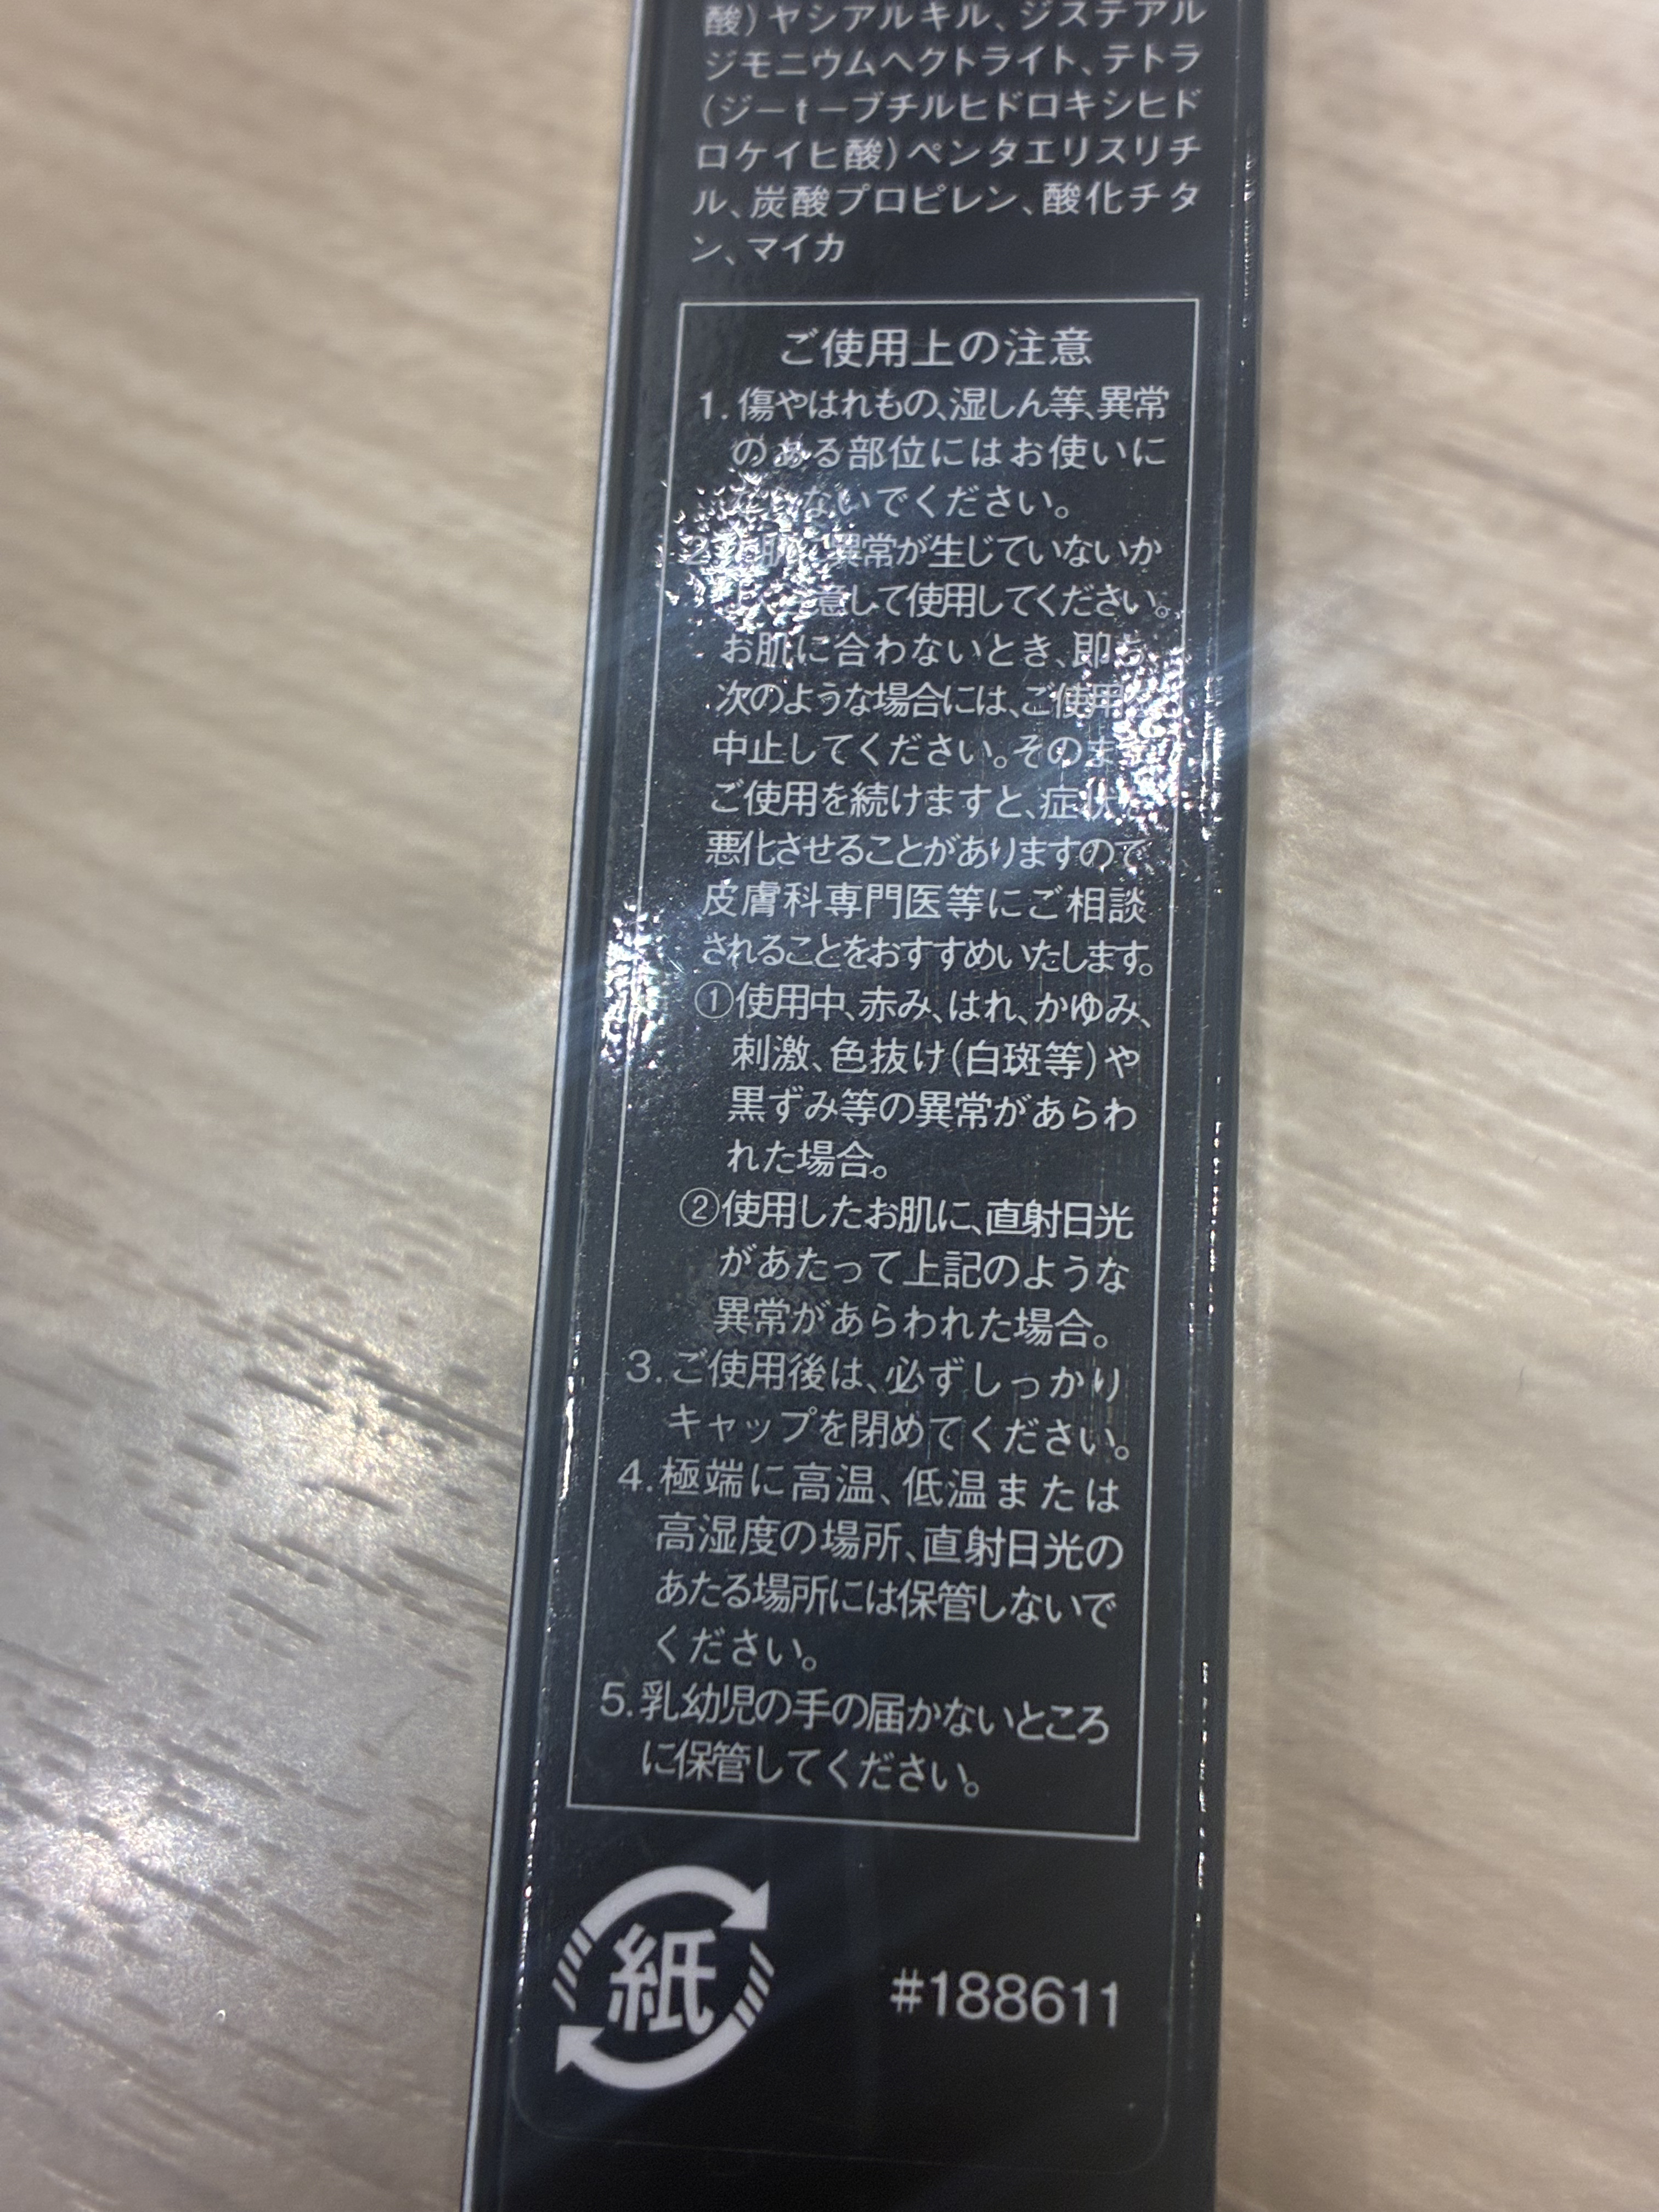 酸)ヤシアルキル、ジステアル
ジモニウムヘクトライト、テトラ
(ジーtーブチルヒドロキシヒド
ロケイヒ酸)ペンタエリスリチ
ル、炭酸プロピレン、酸化チタ
ン、マイカ
ご使用上の注意
1.傷やはれもの、湿しん等、異常
のある部位にはお使いに
ならないでください。
2.お肌に異常が生じていないか
よく注意して使用してください。
お肌に合わないとき、即ち、
次のような場合には、ご使用を
中止してください。そのまま
ご使用を続けますと、症状を
悪化させることがありますので、
皮膚科専門医等にご相談
されることをおすすめいたします。
①使用中、赤み、はれ、かゆみ、
刺激、色抜け(白斑等)や
黒ずみ等の異常があらわ
れた場合。
②使用したお肌に、直射日光
があたって上記のような
異常があらわれた場合。
3.ご使用後は、必ずしっかり
キャップを閉めてください。
4.極端に高温、低温または
高湿度の場所、直射日光の
あたる場所には保管しないで
ください。
5.乳幼児の手の届かないところ
に保管してください。
紙
#188611